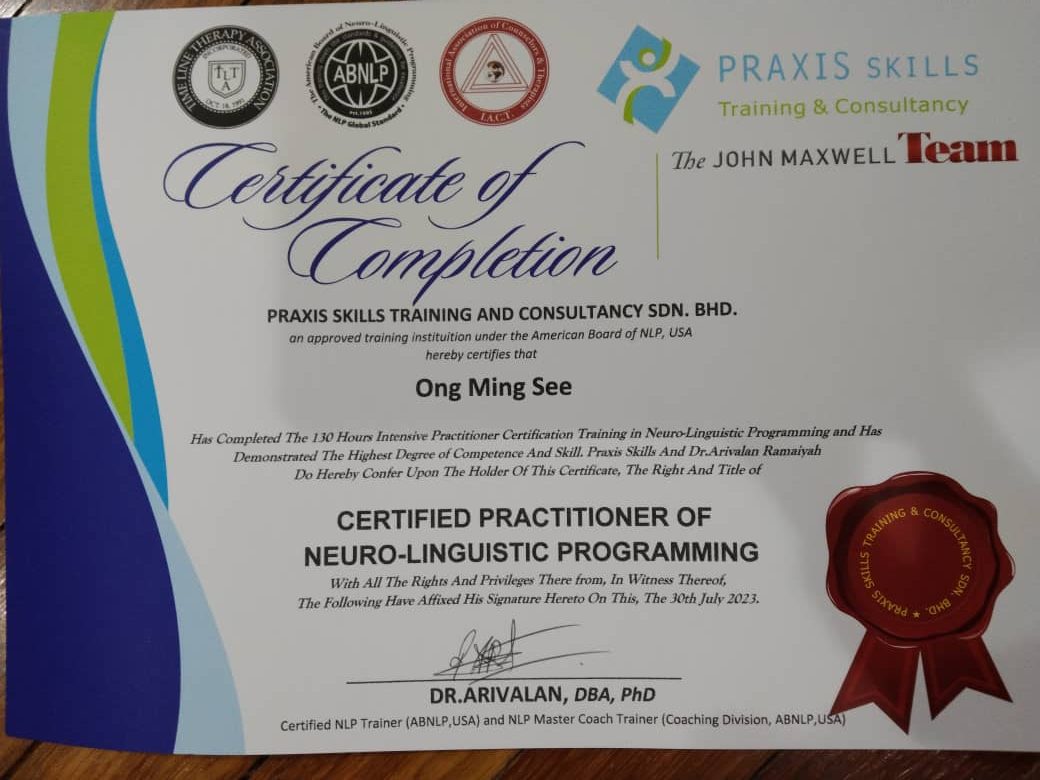 TIME LINE THERAPY ASSOCIATION
INCORPORATED
TLT
A
OCT. 18, 1991
The American Board of Neuro-Linguistic Programming
ABNLP
The NLP Global Standard
International Association of Counselors & Therapists
I.A.C.T.
PRAXIS SKILLS
Training & Consultancy
The JOHN MAXWELL Team
Certificate of
Completion
PRAXIS SKILLS TRAINING AND CONSULTANCY SDN. BHD.
an approved training instituition under the American Board of NLP, USA
hereby certifies that
Ong Ming See
Has Completed The 130 Hours Intensive Practitioner Certification Training in Neuro-Linguistic Programming and Has
Demonstrated The Highest Degree of Competence And Skill. Praxis Skills And Dr.Arivalan Ramaiyah
Do Hereby Confer Upon The Holder Of This Certificate, The Right And Title of
CERTIFIED PRACTITIONER OF
NEURO-LINGUISTIC PROGRAMMING
With All The Rights And Privileges There from, In Witness Thereof,
The Following Have Affixed His Signature Hereto On This, The 30th July 2023.
PRAXIS SKILLS TRAINING & CONSULTANCY SDN. BHD. ★
DR.ARIVALAN, DBA, PhD
Certified NLP Trainer (ABNLP,USA) and NLP Master Coach Trainer (Coaching Division, ABNLP,USA)